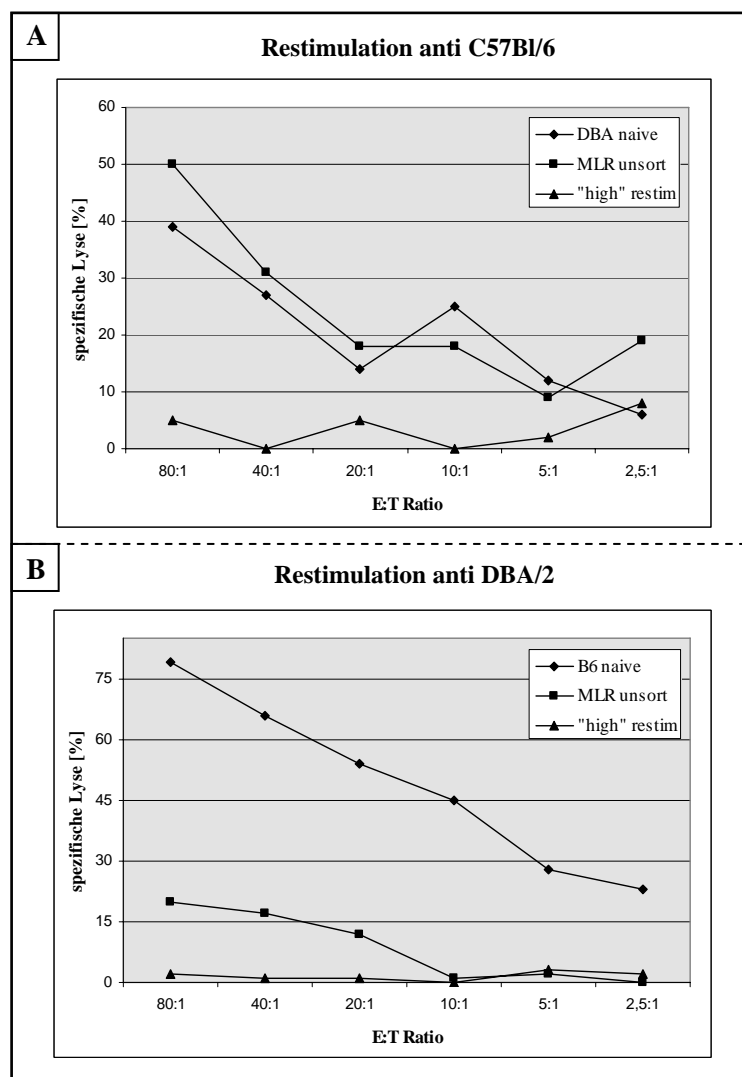 A
Restimulation anti C57Bl/6
60
50
40
30
20
10
0
spezifische Lyse [%]
DBA naive
MLR unsort
"high" restim
80:1 40:1 20:1 10:1 5:1 2,5:1
E:T Ratio
B
Restimulation anti DBA/2
75
60
45
30
15
0
spezifische Lyse [%]
B6 naive
MLR unsort
"high" restim
80:1 40:1 20:1 10:1 5:1 2,5:1
E:T Ratio